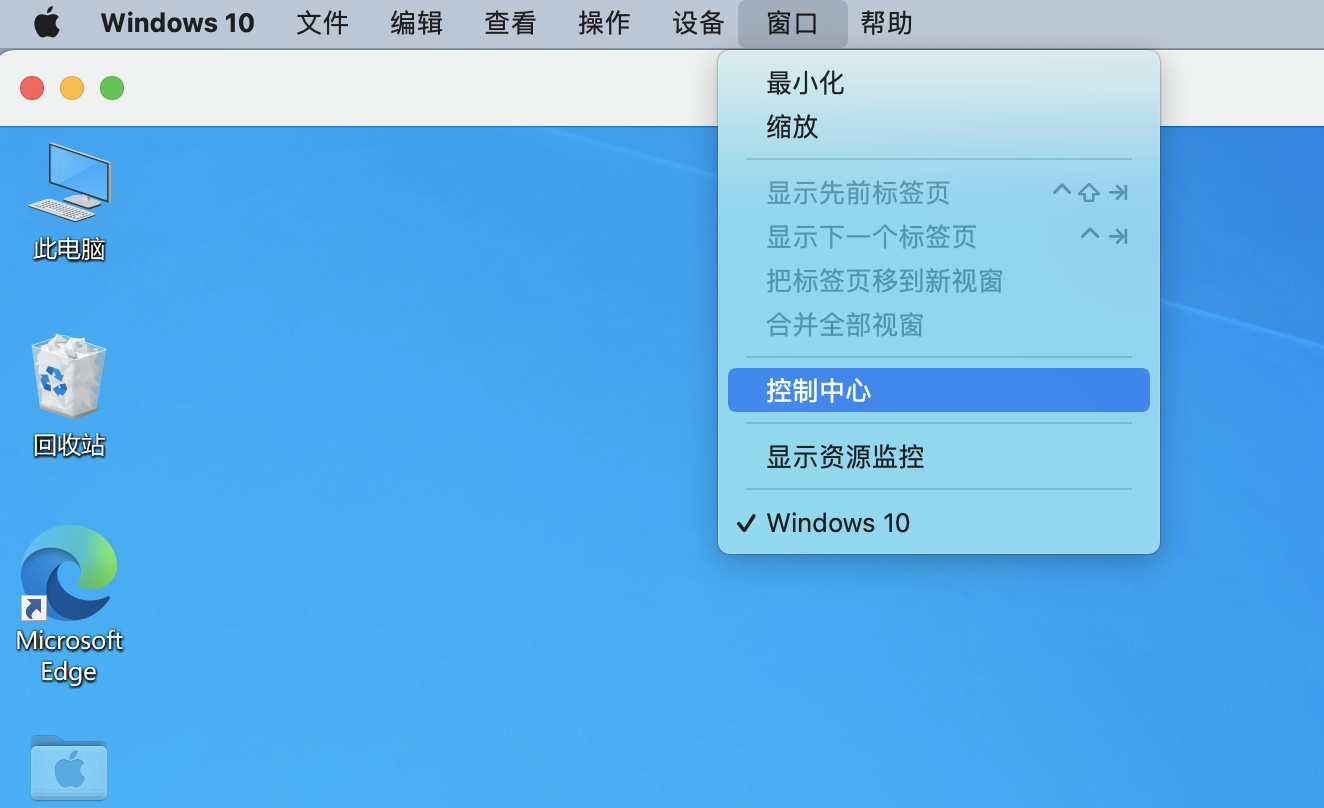 Windows 10 文件 编辑 查看 操作 设备 窗口 帮助
最小化
缩放
显示先前标签页
显示下一个标签页
把标签页移到新视窗
合并全部视窗
控制中心
显示资源监控
✓ Windows 10
此电脑
回收站
Microsoft
Edge